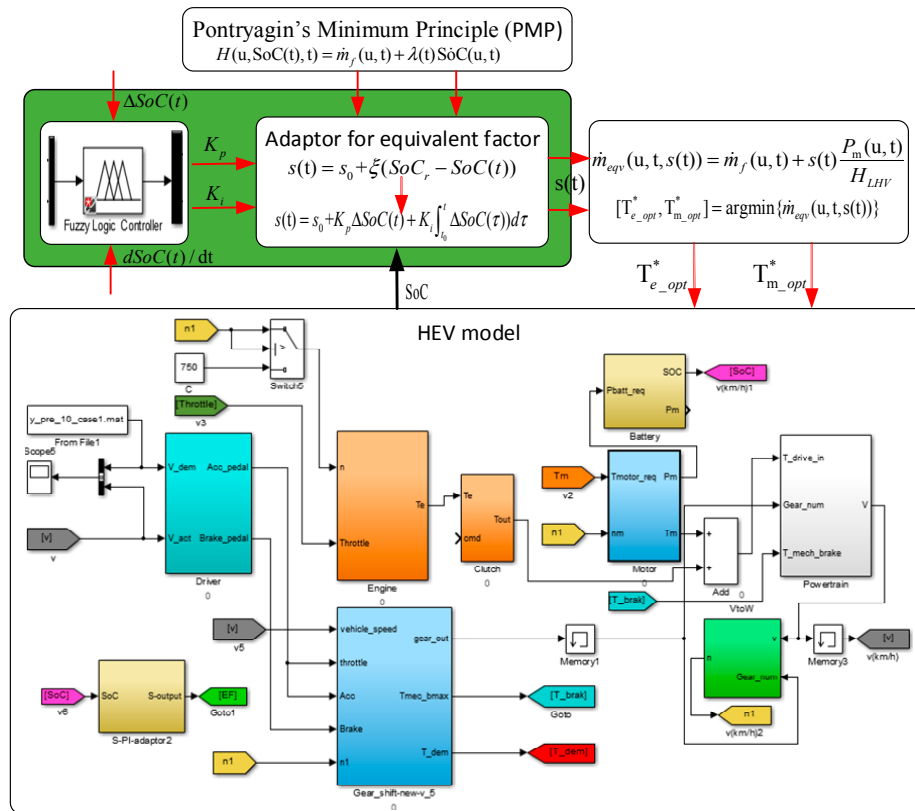 Pontryagin's Minimum Principle (PMP)
H(u,SoC(t),t) = ṁ_f(u,t) + λ(t)SȯC(u,t)
ΔSoC(t)
K_p
K_i
Fuzzy Logic Controller
dSoC(t)/dt
Adaptor for equivalent factor
s(t) = s_0 + ξ(SoC_r − SoC(t))
s(t) = s_0 + K_p ΔSoC(t) + K_i ∫_{t_0}^{t} ΔSoC(τ))dτ
s(t)
ṁ_eqv(u, t, s(t)) = ṁ_f(u, t) + s(t) P_m(u, t) / H_LHV
[T*_e_opt, T*_m_opt] = argmin{ṁ_eqv(u, t, s(t))}
SoC
T*_e_opt
T*_m_opt
HEV model
n1
| >
Switch5
750
C
[Throttle]
v3
y_pre_10_case1.mat
From File1
Scope5
V_dem
Acc_pedal
V_act
Brake_pedal
Driver
0
[v]
v
n
Te
Throttle
Engine
0
Te
Tout
cmd
Clutch
0
Pbatt_req
SOC
Pm
Battery
[SoC]
v(km/h)1
Tm
v2
n1
Tmotor_req
Pm
nm
Tm
Motor
0
+
+
Add
0
VtoW
[T_brak]
T_drive_in
Gear_num
V
T_mech_brake
Powertrain
0
[v]
v5
vehicle_speed
gear_out
throttle
Acc
Tmec_bmax
Brake
T_dem
n1
n1
Gear_shift-new-v_5
0
Memory1
[T_brak]
Goto
[T_dem]
v
n
Gear_num
Memory3
[v]
v(km/h)
n1
v(km/h)2
[SoC]
v6
SoC
S-output
S-PI-adaptor2
[EF]
Goto1